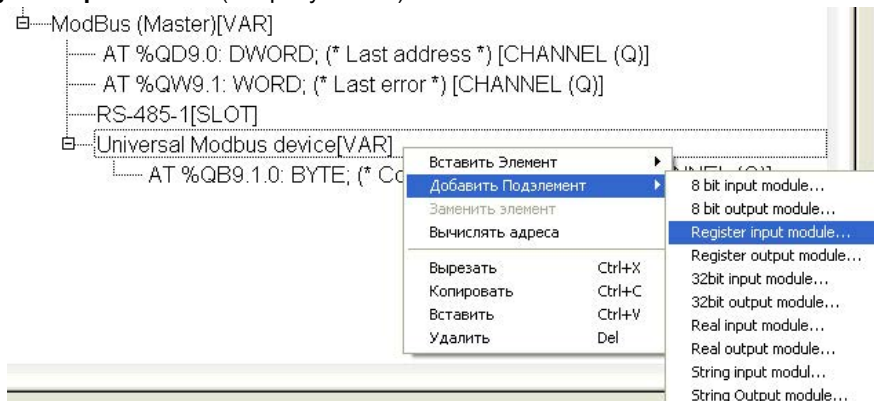 ModBus (Master)[VAR]
AT %QD9.0: DWORD; (* Last address *) [CHANNEL (Q)]
AT %QW9.1: WORD; (* Last error *) [CHANNEL (Q)]
RS-485-1[SLOT]
Universal Modbus device[VAR]
AT %QB9.1.0: BYTE; (*
Вставить Элемент
Добавить Подэлемент
Заменить элемент
Вычислять адреса
Вырезать Ctrl+X
Копировать Ctrl+C
Вставить Ctrl+V
Удалить Del
8 bit input module...
8 bit output module...
Register input module...
Register output module...
32bit input module...
32bit output module...
Real input module...
Real output module...
String input modul...
String Output module...